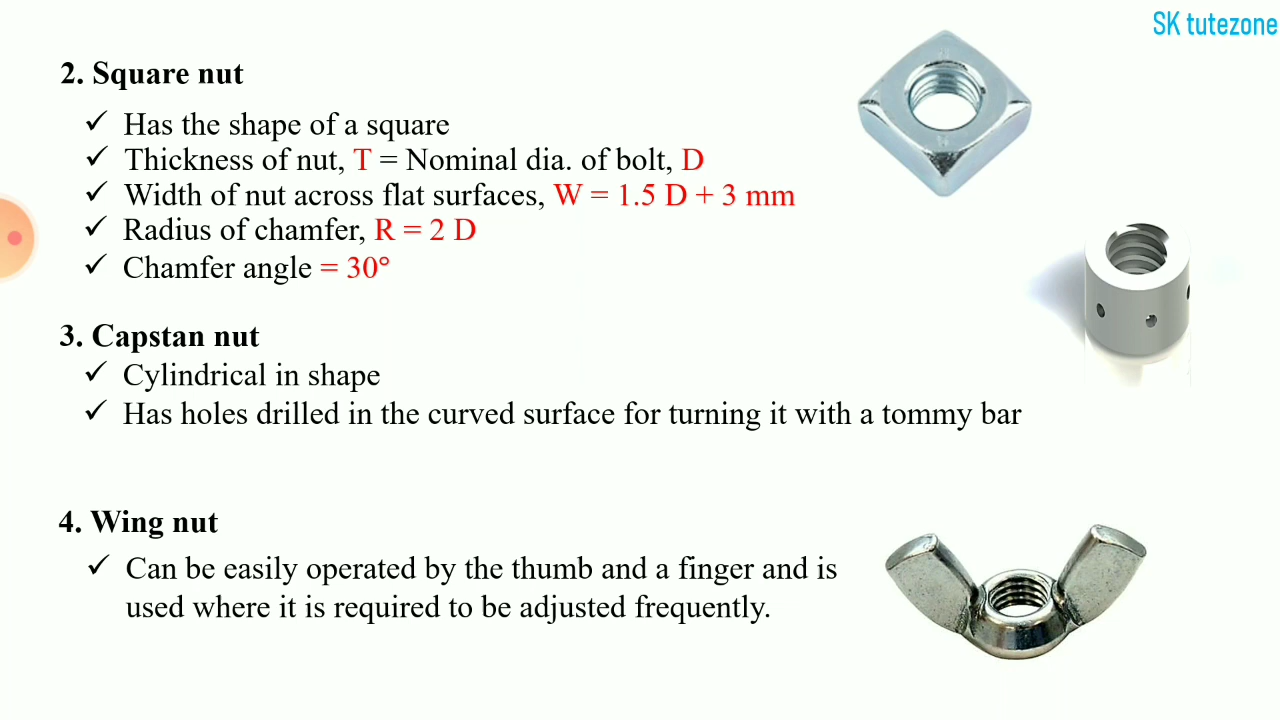 SK tutezone
2. Square nut
✓ Has the shape of a square
✓ Thickness of nut, T = Nominal dia. of bolt, D
✓ Width of nut across flat surfaces, W = 1.5 D + 3 mm
✓ Radius of chamfer, R = 2 D
✓ Chamfer angle = 30°
3. Capstan nut
✓ Cylindrical in shape
✓ Has holes drilled in the curved surface for turning it with a tommy bar
4. Wing nut
✓ Can be easily operated by the thumb and a finger and is
used where it is required to be adjusted frequently.